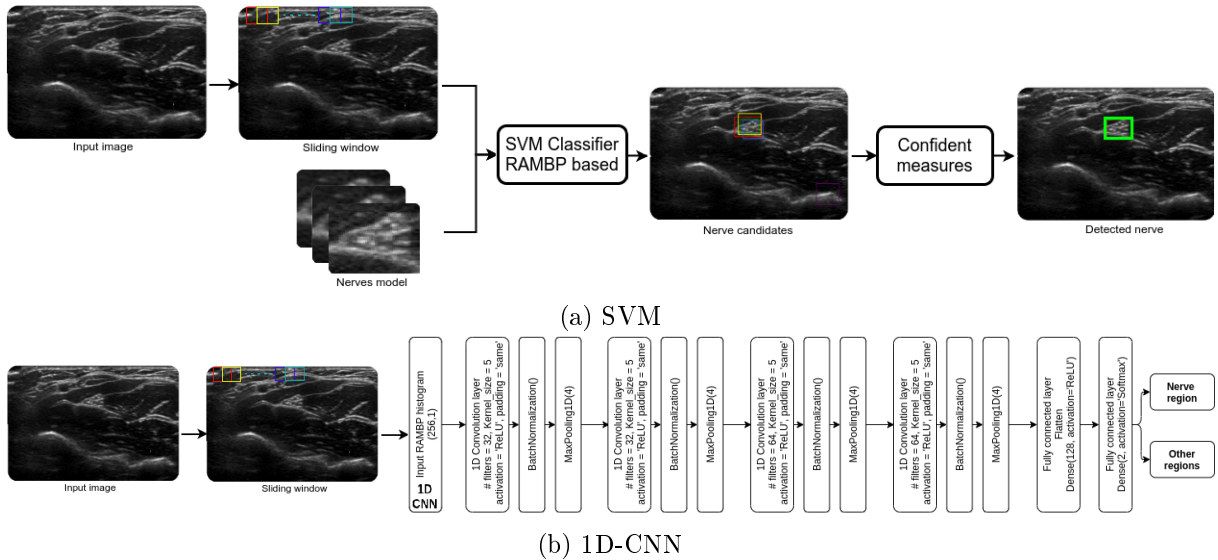 Input image
Sliding window
Nerves model
SVM Classifier
RAMBP based
Nerve candidates
Confident
measures
Detected nerve
(a) SVM
Input image
Sliding window
Input RAMBP histogram
(256,1)
1D
CNN
1D Convolution layer
# filters = 32, Kernel_size = 5
activation = 'ReLU', padding = 'same'
BatchNormalization()
MaxPooling1D(4)
1D Convolution layer
# filters = 32, Kernel_size = 5
activation = 'ReLU', padding = 'same'
BatchNormalization()
MaxPooling1D(4)
1D Convolution layer
# filters = 64, Kernel_size = 5
activation = 'ReLU', padding = 'same'
BatchNormalization()
MaxPooling1D(4)
1D Convolution layer
# filters = 64, Kernel_size = 5
activation = 'ReLU', padding = 'same'
BatchNormalization()
MaxPooling1D(4)
Fully connected layer
Flatten
Dense(128, activation='ReLU')
Fully connected layer
Dense(2, activation='Softmax')
Nerve
region
Other
regions
(b) 1D-CNN